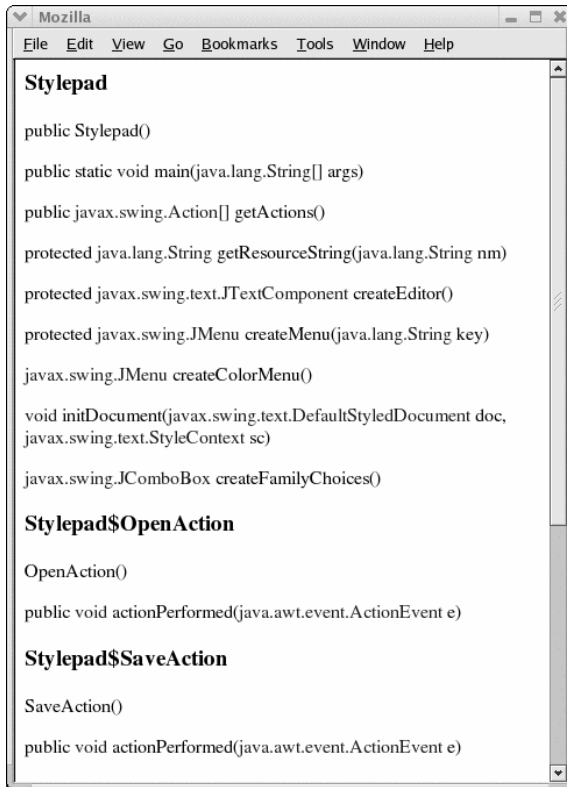 Mozilla
File Edit View Go Bookmarks Tools Window Help
Stylepad
public Stylepad()
public static void main(java.lang.String[] args)
public javax.swing.Action[] getActions()
protected java.lang.String getResourceString(java.lang.String nm)
protected javax.swing.text.JTextComponent createEditor()
protected javax.swing.JMenu createMenu(java.lang.String key)
javax.swing.JMenu createColorMenu()
void initDocument(javax.swing.text.DefaultStyledDocument doc,
javax.swing.text.StyleContext sc)
javax.swing.JComboBox createFamilyChoices()
Stylepad$OpenAction
OpenAction()
public void actionPerformed(java.awt.event.ActionEvent e)
Stylepad$SaveAction
SaveAction()
public void actionPerformed(java.awt.event.ActionEvent e)